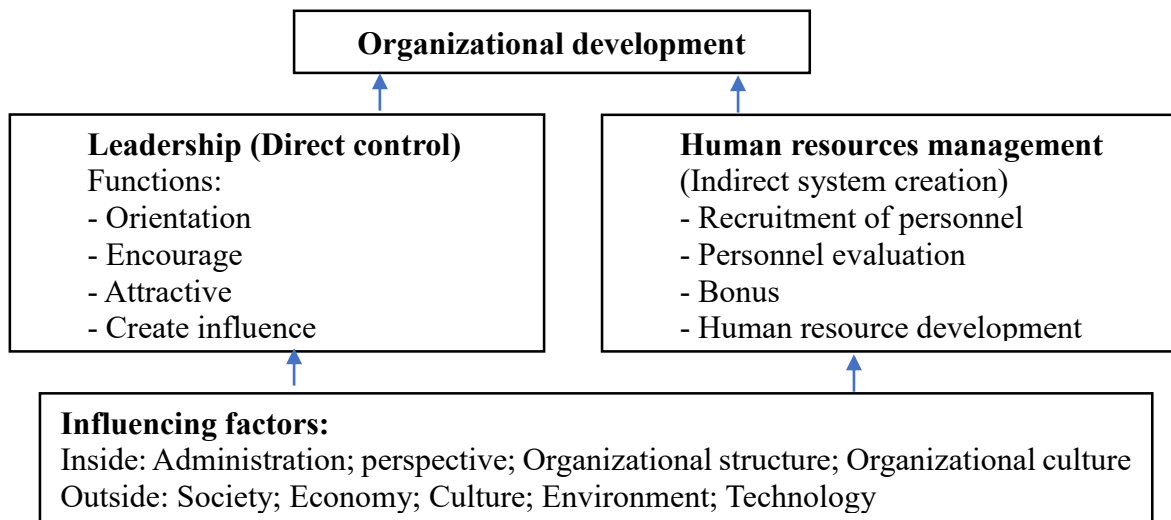 Organizational development
Leadership (Direct control)
Functions:
- Orientation
- Encourage
- Attractive
- Create influence
Human resources management
(Indirect system creation)
- Recruitment of personnel
- Personnel evaluation
- Bonus
- Human resource development
Influencing factors:
Inside: Administration; perspective; Organizational structure; Organizational culture
Outside: Society; Economy; Culture; Environment; Technology